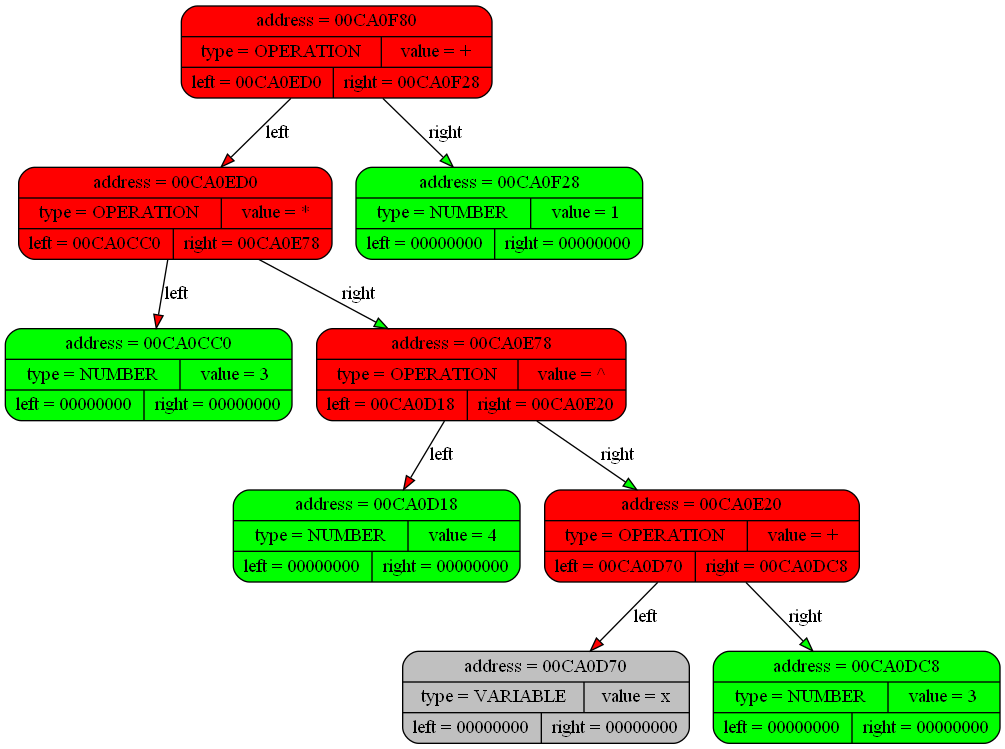 address = 00CA0F80
type = OPERATION value = +
left = 00CA0ED0 right = 00CA0F28
left right
address = 00CA0ED0
type = OPERATION value = *
left = 00CA0CC0 right = 00CA0E78
address = 00CA0F28
type = NUMBER value = 1
left = 00000000 right = 00000000
left right
address = 00CA0CC0
type = NUMBER value = 3
left = 00000000 right = 00000000
address = 00CA0E78
type = OPERATION value = ^
left = 00CA0D18 right = 00CA0E20
left right
address = 00CA0D18
type = NUMBER value = 4
left = 00000000 right = 00000000
address = 00CA0E20
type = OPERATION value = +
left = 00CA0D70 right = 00CA0DC8
left right
address = 00CA0D70
type = VARIABLE value = x
left = 00000000 right = 00000000
address = 00CA0DC8
type = NUMBER value = 3
left = 00000000 right = 00000000